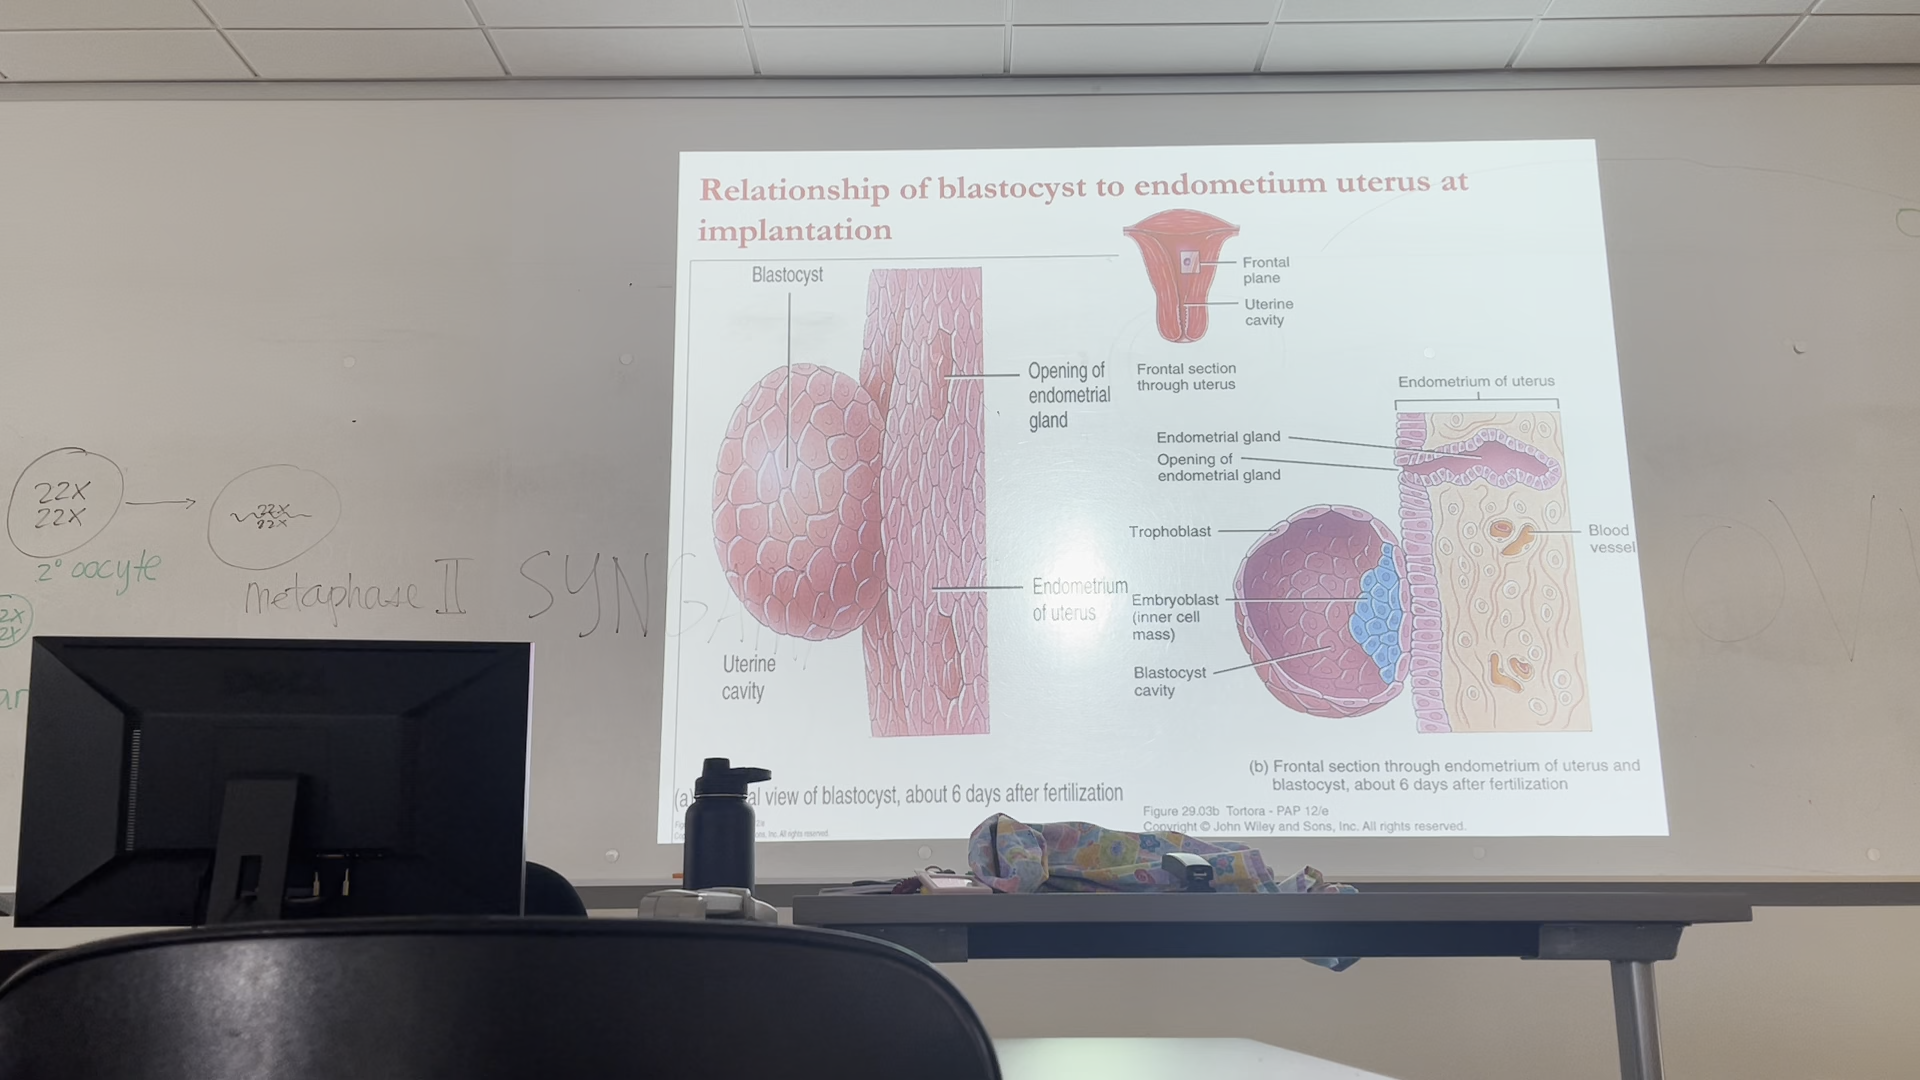 Relationship of blastocyst to endometium uterus at
implantation
Blastocyst
Opening of
endometrial
gland
Endometrium
of uterus
Uterine
cavity
view of blastocyst, about 6 days after fertilization
Frontal
plane
Uterine
cavity
Frontal section
through uterus
Endometrium of uterus
Endometrial gland
Opening of
endometrial gland
Trophoblast
Blood
vessel
Embryoblast
(inner cell
mass)
Blastocyst
cavity
(b) Frontal section through endometrium of uterus and
blastocyst, about 6 days after fertilization
Figure 29.03b Tortora - PAP 12/e
Copyright © John Wiley and Sons, Inc. All rights reserved.
22X
22X
2° oocyte
22X
22X
metaphase II
SYNGA